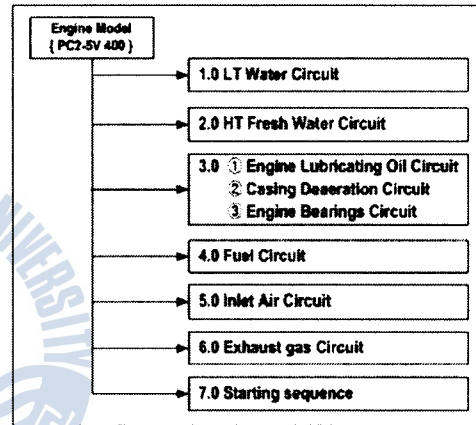 Engine Model
{ PC2-5V 400 }
1.0 LT Water Circuit
2.0 HT Fresh Water Circuit
3.0 ① Engine Lubricating Oil Circuit
② Casing Deaeration Circuit
③ Engine Bearings Circuit
4.0 Fuel Circuit
5.0 Inlet Air Circuit
6.0 Exhaust gas Circuit
7.0 Starting sequence